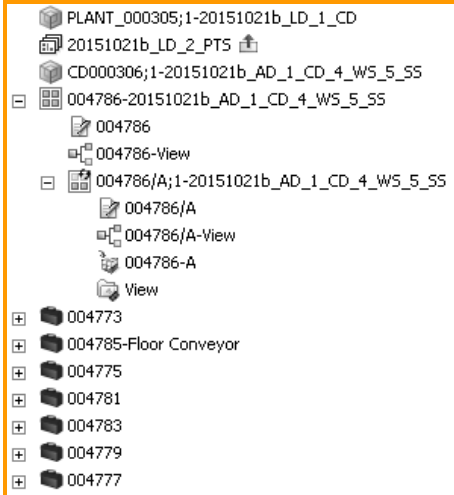 PLANT_000305;1-20151021b_LD_1_CD
20151021b_LD_2_PTS
CD000306;1-20151021b_AD_1_CD_4_WS_5_SS
004786-20151021b_AD_1_CD_4_WS_5_SS
004786
004786-View
004786/A;1-20151021b_AD_1_CD_4_WS_5_SS
004786/A
004786/A-View
004786-A
View
004773
004785-Floor Conveyor
004775
004781
004783
004779
004777